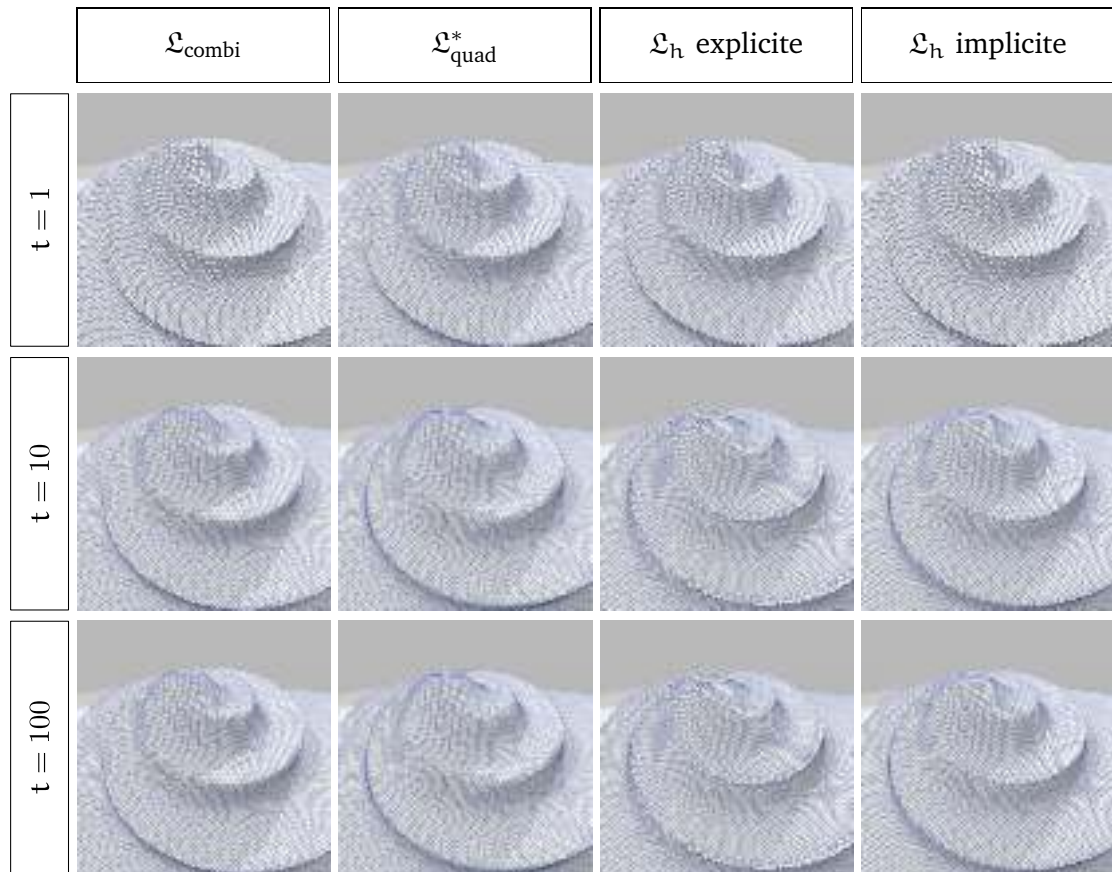 𝔏combi
𝔏*quad
𝔏h explicite
𝔏h implicite
t = 1
t = 10
t = 100